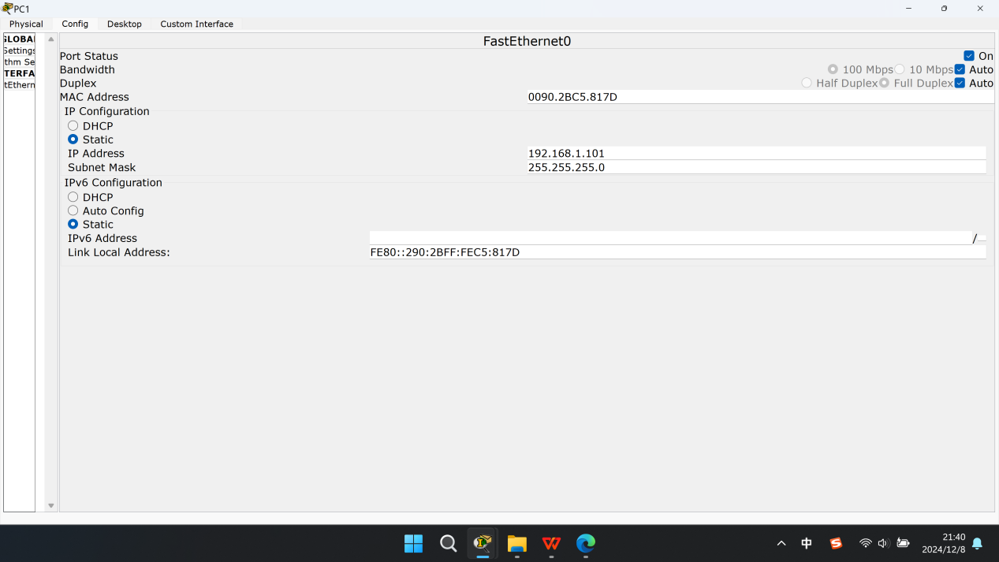 PC1
Physical Config Desktop Custom Interface
GLOBAL
Settings
thm Se
TERFA
tEthern
FastEthernet0
Port Status On
Bandwidth 100 Mbps 10 Mbps Auto
Duplex Half Duplex Full Duplex Auto
MAC Address 0090.2BC5.817D
IP Configuration
DHCP
Static
IP Address 192.168.1.101
Subnet Mask 255.255.255.0
IPv6 Configuration
DHCP
Auto Config
Static
IPv6 Address /
Link Local Address: FE80::290:2BFF:FEC5:817D
中
21:40
2024/12/8